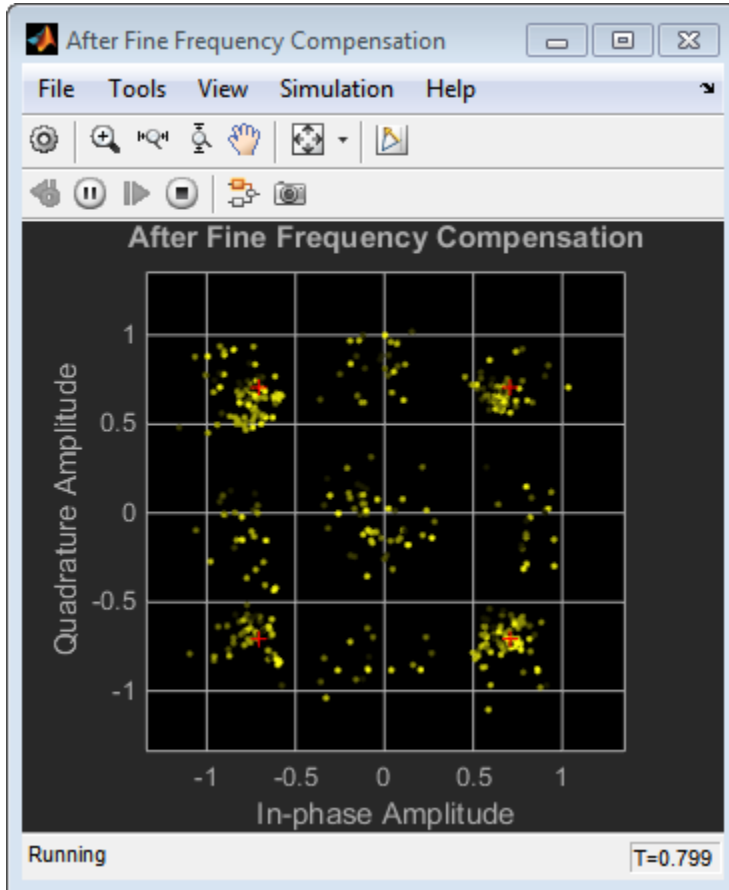 After Fine Frequency Compensation
File Tools View Simulation Help
After Fine Frequency Compensation
1
0.5
0
-0.5
-1
Quadrature Amplitude
-1 -0.5 0 0.5 1
In-phase Amplitude
Running T=0.799